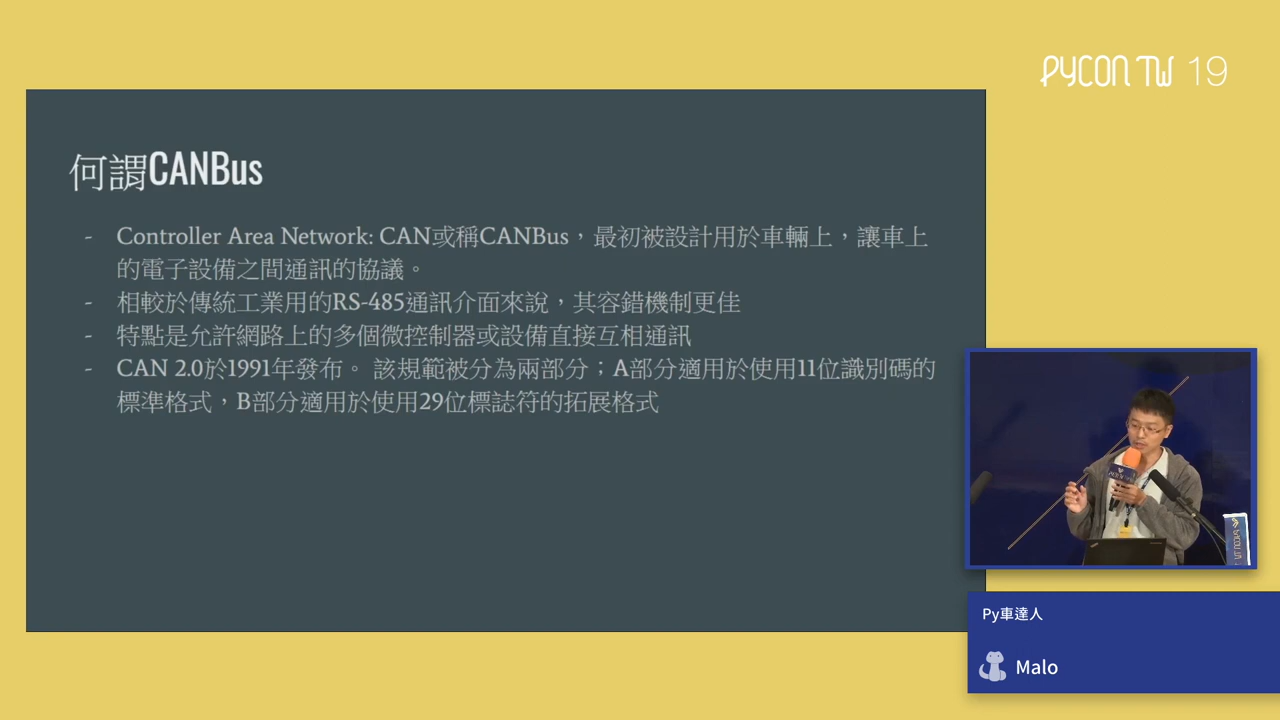 PYCON TW 19
何謂CANBus
- Controller Area Network: CAN或稱CANBus，最初被設計用於車輛上，讓車上
的電子設備之間通訊的協議。
- 相較於傳統工業用的RS-485通訊介面來說，其容錯機制更佳
- 特點是允許網路上的多個微控制器或設備直接互相通訊
- CAN 2.0於1991年發布。 該規範被分為兩部分；A部分適用於使用11位識別碼的
標準格式，B部分適用於使用29位標誌符的拓展格式
Py車達人
Malo